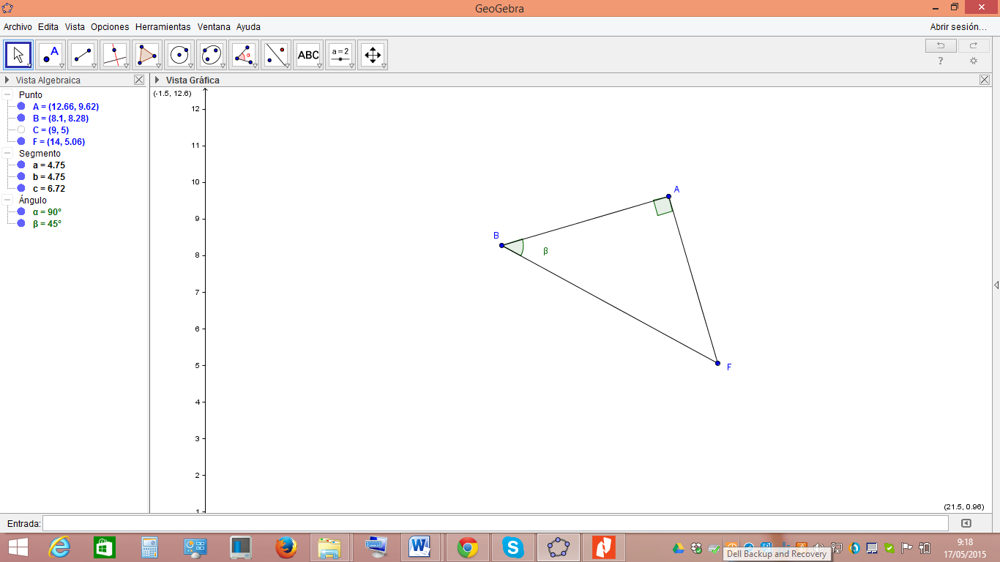 GeoGebra
Archivo Edita Vista Opciones Herramientas Ventana Ayuda Abrir sesión...
A ABC a=2 α
?
Vista Algebraica
Vista Gráfica
Punto
A = (12.66, 9.62)
B = (8.1, 8.28)
C = (9, 5)
F = (14, 5.06)
Segmento
a = 4.75
b = 4.75
c = 6.72
Ángulo
α = 90°
β = 45°
(-1.5, 12.6)
12
11
10
9
8
7
6
5
4
3
2
1
A
B
β
F
(21.5, 0.96)
Entrada:
Dell Backup and Recovery
9:18
17/05/2015